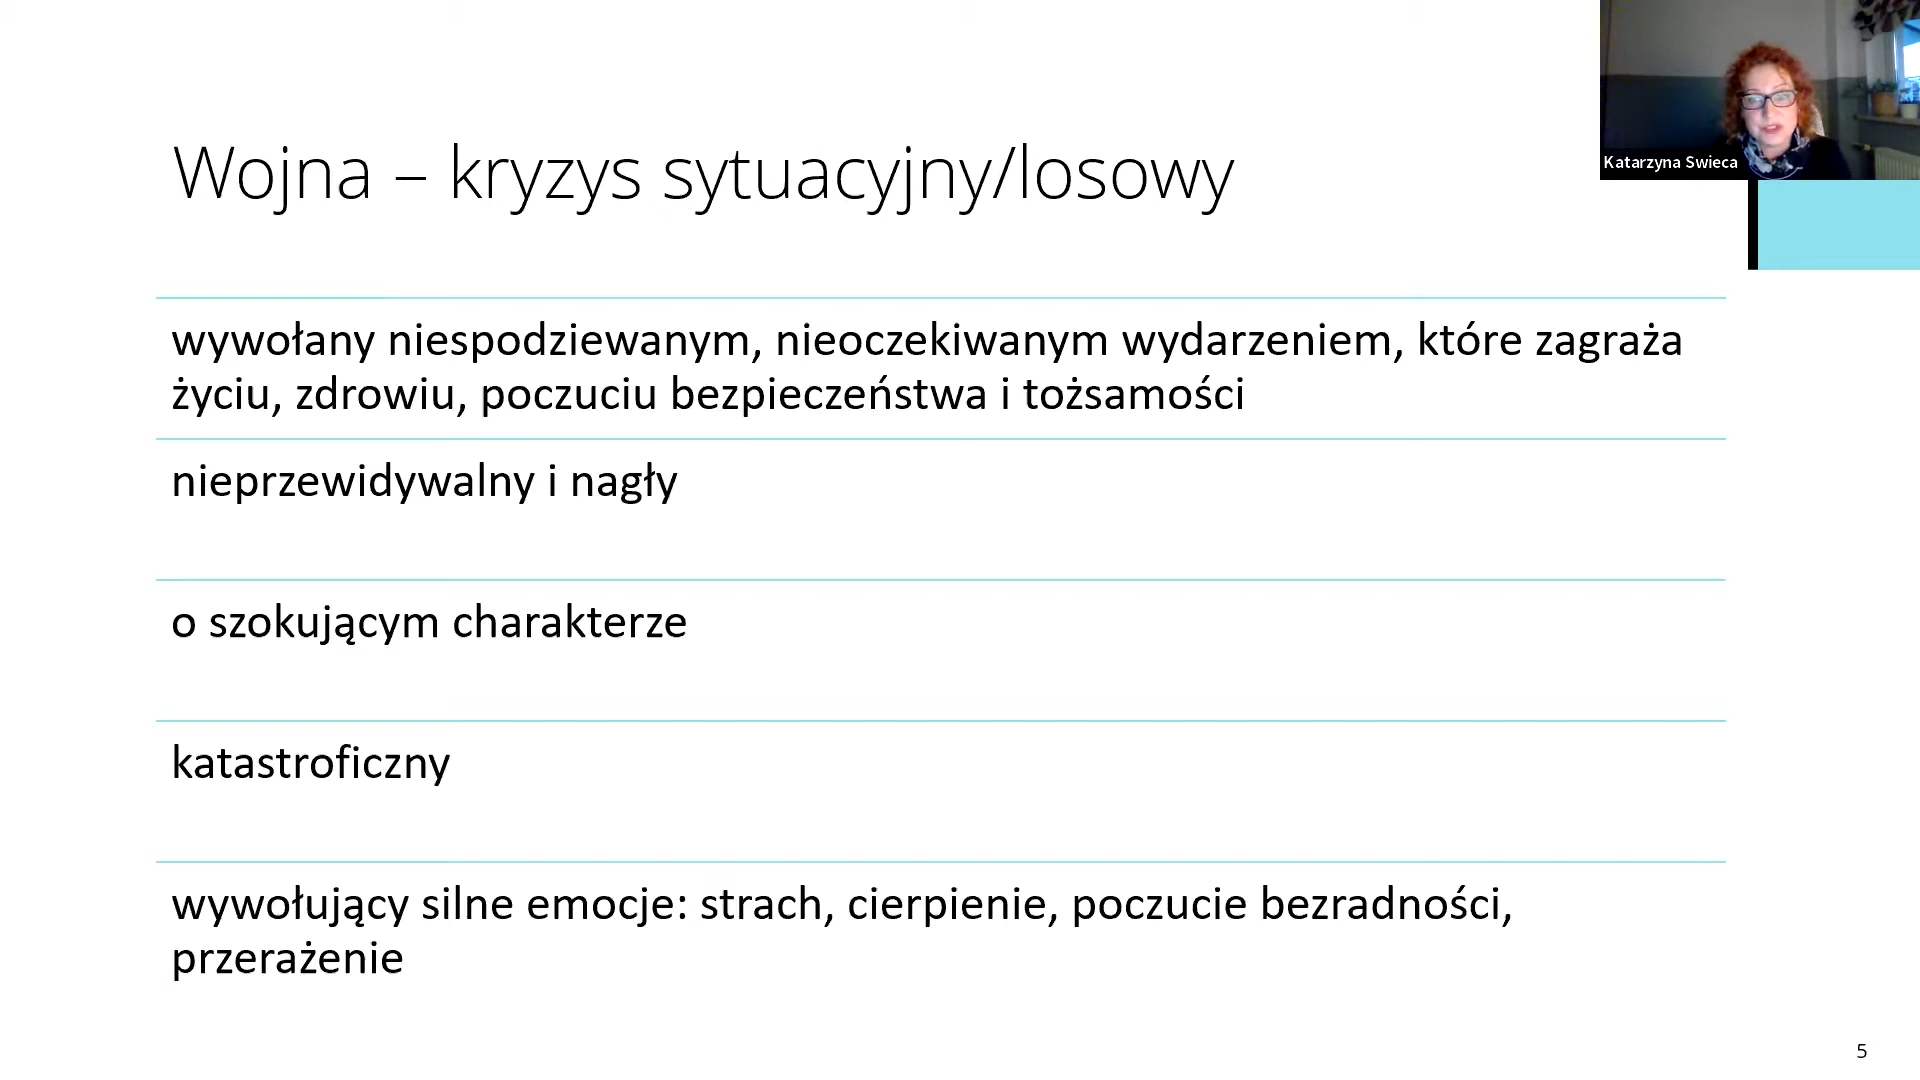 Katarzyna Swieca
Wojna – kryzys sytuacyjny/losowy
wywołany niespodziewanym, nieoczekiwanym wydarzeniem, które zagraża
życiu, zdrowiu, poczuciu bezpieczeństwa i tożsamości
nieprzewidywalny i nagły
o szokującym charakterze
katastroficzny
wywołujący silne emocje: strach, cierpienie, poczucie bezradności,
przerażenie
5